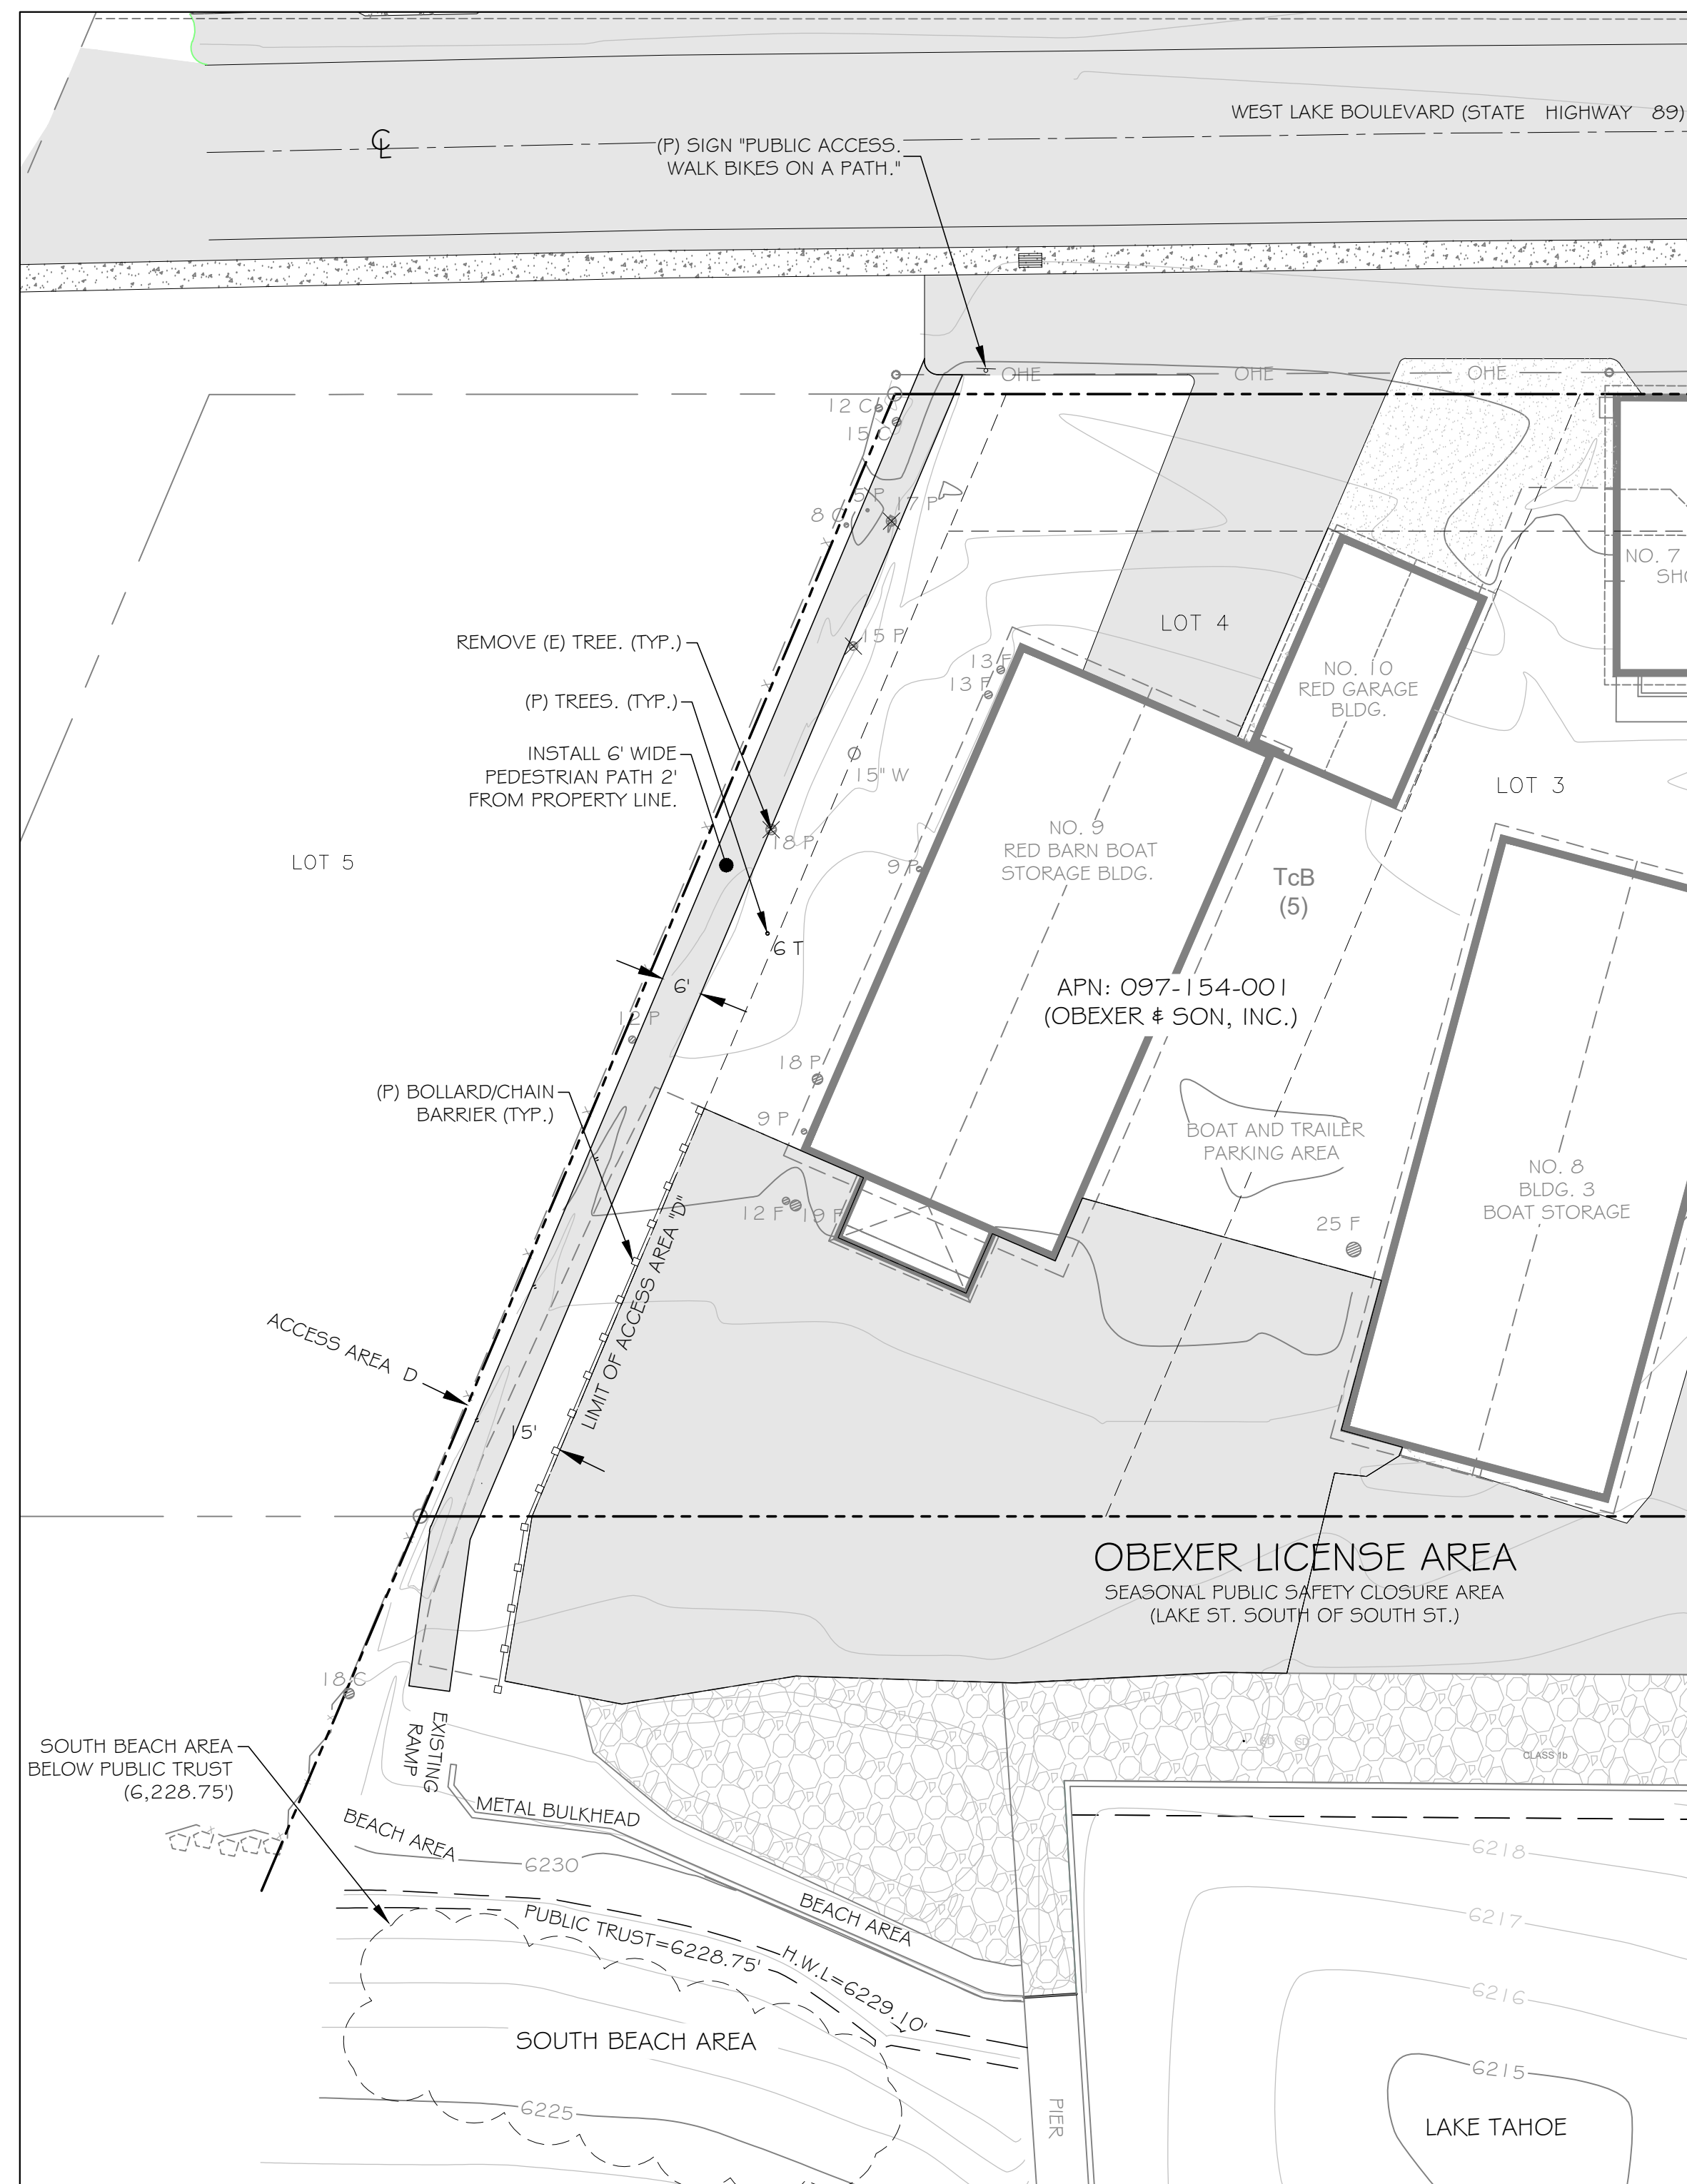 WEST LAKE BOULEVARD (STATE HIGHWAY 89)
CL
(P) SIGN "PUBLIC ACCESS.
WALK BIKES ON A PATH."
OHE
OHE
OHE
12 C
15 C
5 P
17 P
8 C
NO. 7
LOT 4
REMOVE (E) TREE. (TYP.)
15 P
13 F
13 F
NO. 10
RED GARAGE
BLDG.
(P) TREES. (TYP.)
INSTALL 6' WIDE
PEDESTRIAN PATH 2'
FROM PROPERTY LINE.
15" W
LOT 3
18 P
NO. 9
RED BARN BOAT
STORAGE BLDG.
LOT 5
9 P
TcB
(5)
6 T
6'
APN: 097-154-001
(OBEXER & SON, INC.)
12 P
18 P
(P) BOLLARD/CHAIN
BARRIER (TYP.)
9 P
BOAT AND TRAILER
PARKING AREA
NO. 8
BLDG. 3
BOAT STORAGE
12 F
19 F
25 F
LIMIT OF ACCESS AREA "D"
ACCESS AREA D
15'
OBEXER LICENSE AREA
SEASONAL PUBLIC SAFETY CLOSURE AREA
(LAKE ST. SOUTH OF SOUTH ST.)
18 C
EXISTING
RAMP
SOUTH BEACH AREA
BELOW PUBLIC TRUST
(6,228.75')
SD
SD
CLASS 1b
METAL BULKHEAD
BEACH AREA
6230
BEACH AREA
PUBLIC TRUST=6228.75'
H.W.L=6229.10'
6218
6217
6216
6215
SOUTH BEACH AREA
6225
PIER
LAKE TAHOE